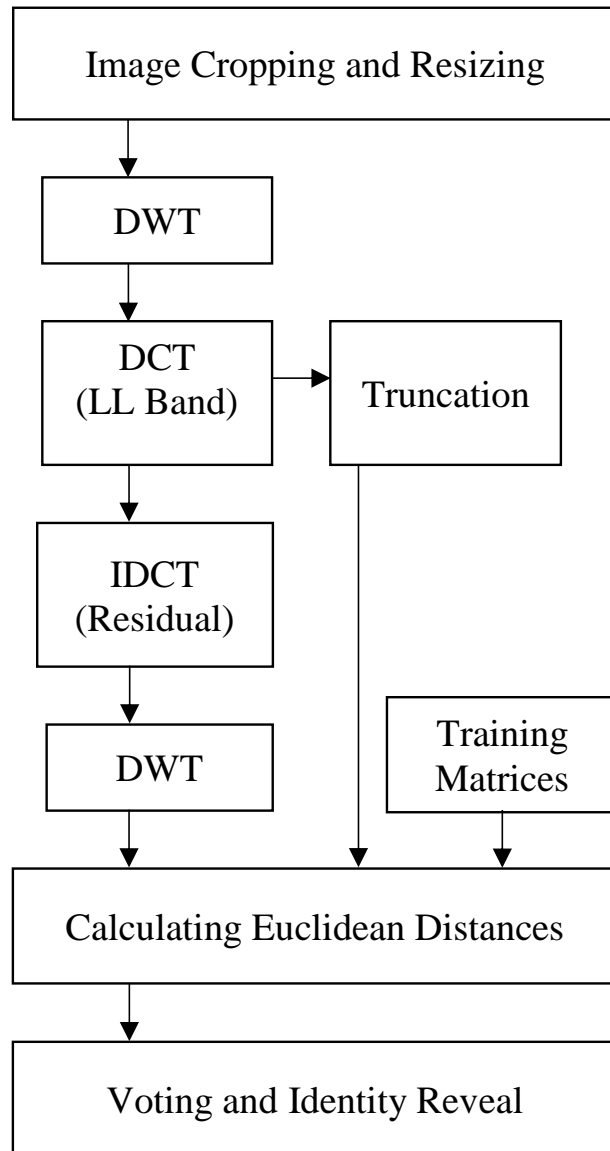 Image Cropping and Resizing
DWT
DCT
(LL Band)
Truncation
IDCT
(Residual)
DWT
Training
Matrices
Calculating Euclidean Distances
Voting and Identity Reveal